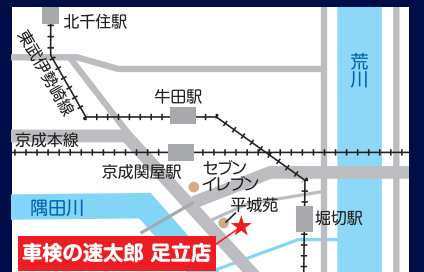 北千住駅
東武伊勢崎線
荒川
牛田駅
京成本線
京成関屋駅
セブン
イレブン
平城苑
隅田川
堀切駅
車検の速太郎 足立店